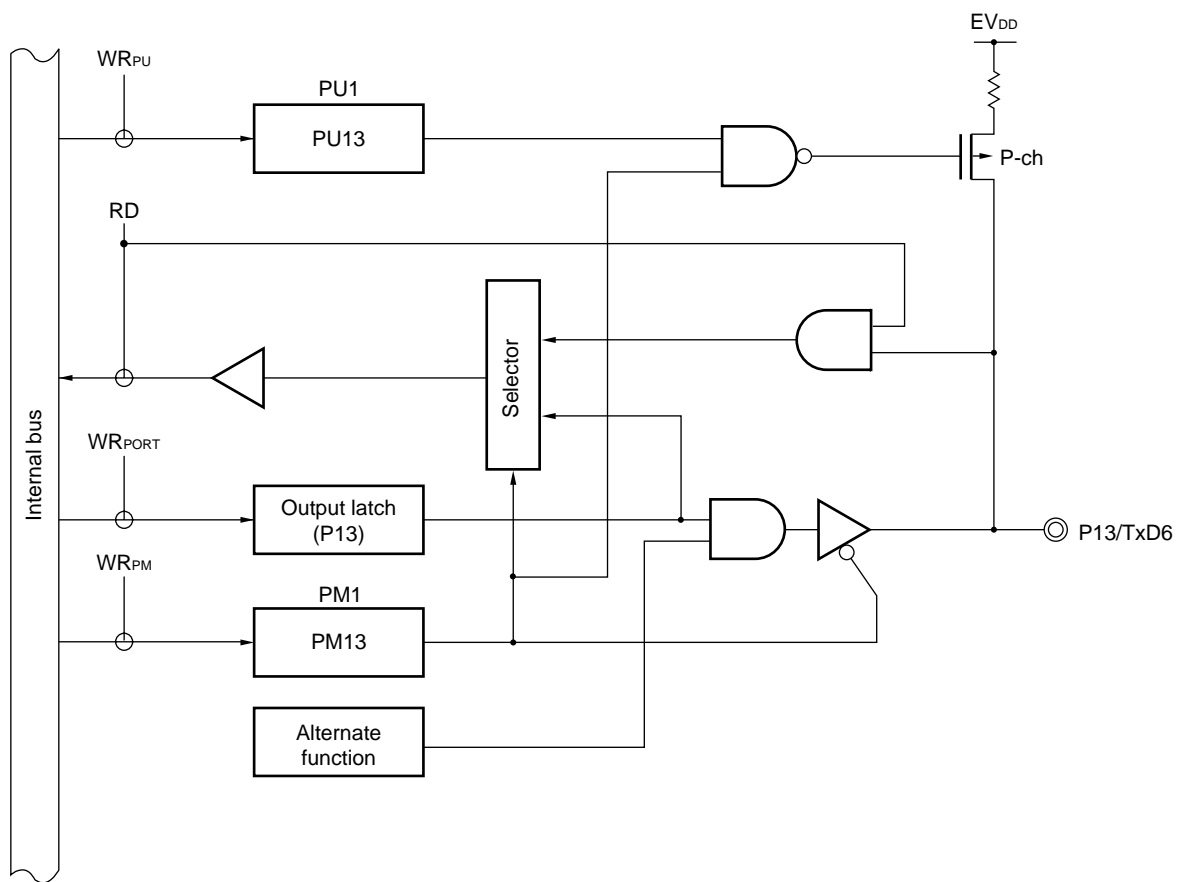 EVDD
WRPU
PU1
PU13
P-ch
RD
Selector
Internal bus
WRPORT
Output latch
(P13)
P13/TxD6
WRPM
PM1
PM13
Alternate
function